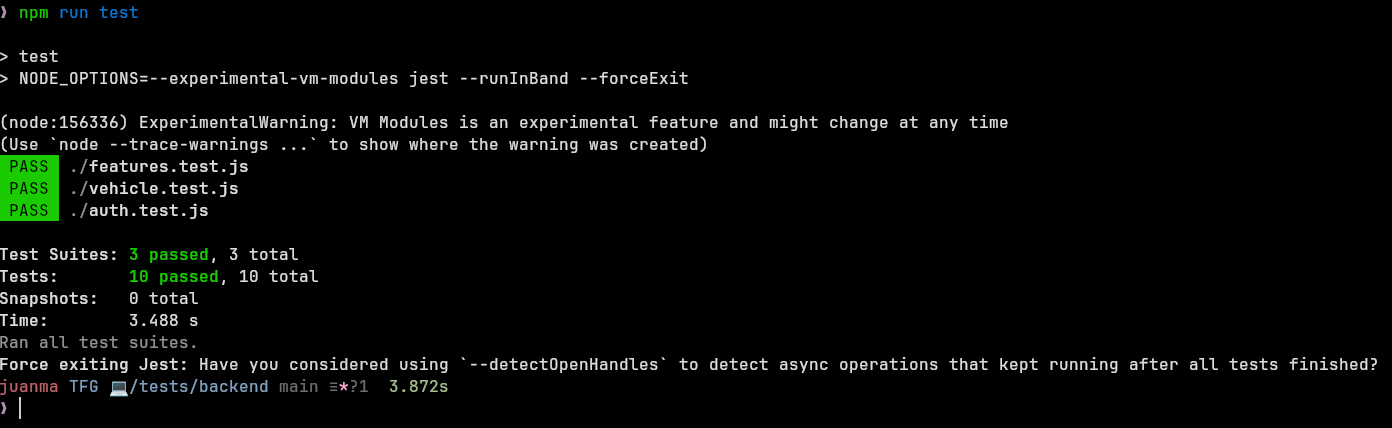 ❫ npm run test
> test
> NODE_OPTIONS=--experimental-vm-modules jest --runInBand --forceExit
(node:156336) ExperimentalWarning: VM Modules is an experimental feature and might change at any time
(Use `node --trace-warnings ...` to show where the warning was created)
PASS ./features.test.js
PASS ./vehicle.test.js
PASS ./auth.test.js
Test Suites: 3 passed, 3 total
Tests:       10 passed, 10 total
Snapshots:   0 total
Time:        3.488 s
Ran all test suites.
Force exiting Jest: Have you considered using `--detectOpenHandles` to detect async operations that kept running after all tests finished?
juanma TFG 💻/tests/backend main ≡*?1  3.872s
❫